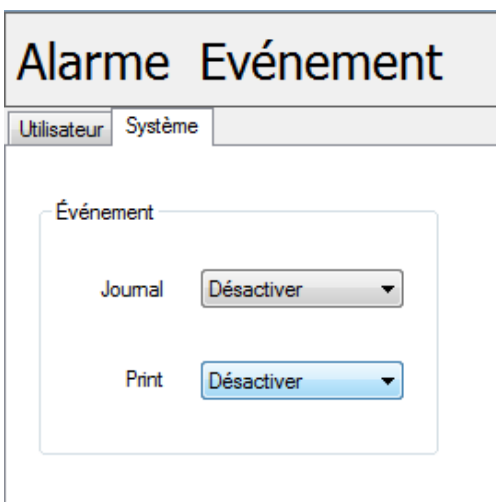 Alarme Evénement
Utilisateur Système
Événement
Journal Désactiver
Print Désactiver